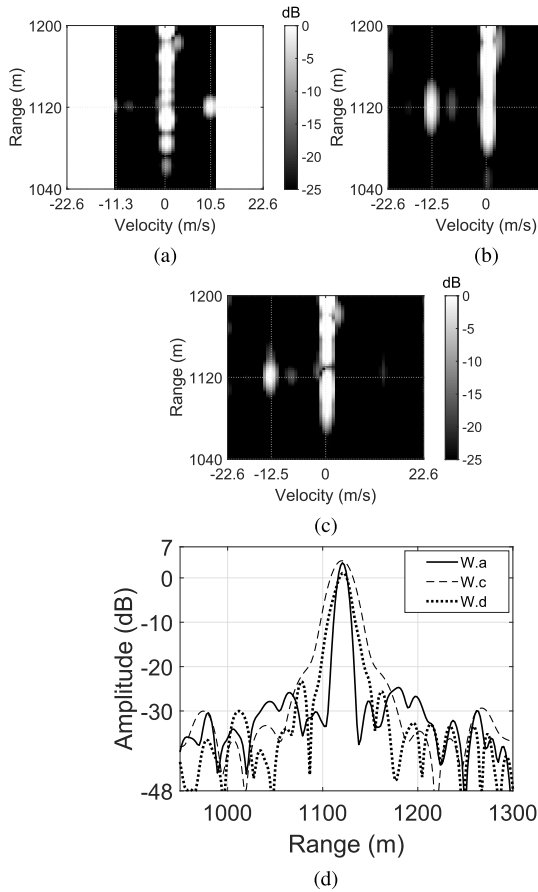 dB
1200
1120
1040
Range (m)
-22.6 -11.3 0 10.5 22.6
Velocity (m/s)
0
-5
-10
-15
-20
-25
(a)
1200
1120
1040
Range (m)
-22.6 -12.5 0
Velocity (m/s)
(b)
dB
1200
1120
1040
Range (m)
-22.6 -12.5 0 22.6
Velocity (m/s)
0
-5
-10
-15
-20
-25
(c)
7
0
-10
-20
-30
-48
Amplitude (dB)
W.a
W.c
W.d
1000 1100 1200 1300
Range (m)
(d)